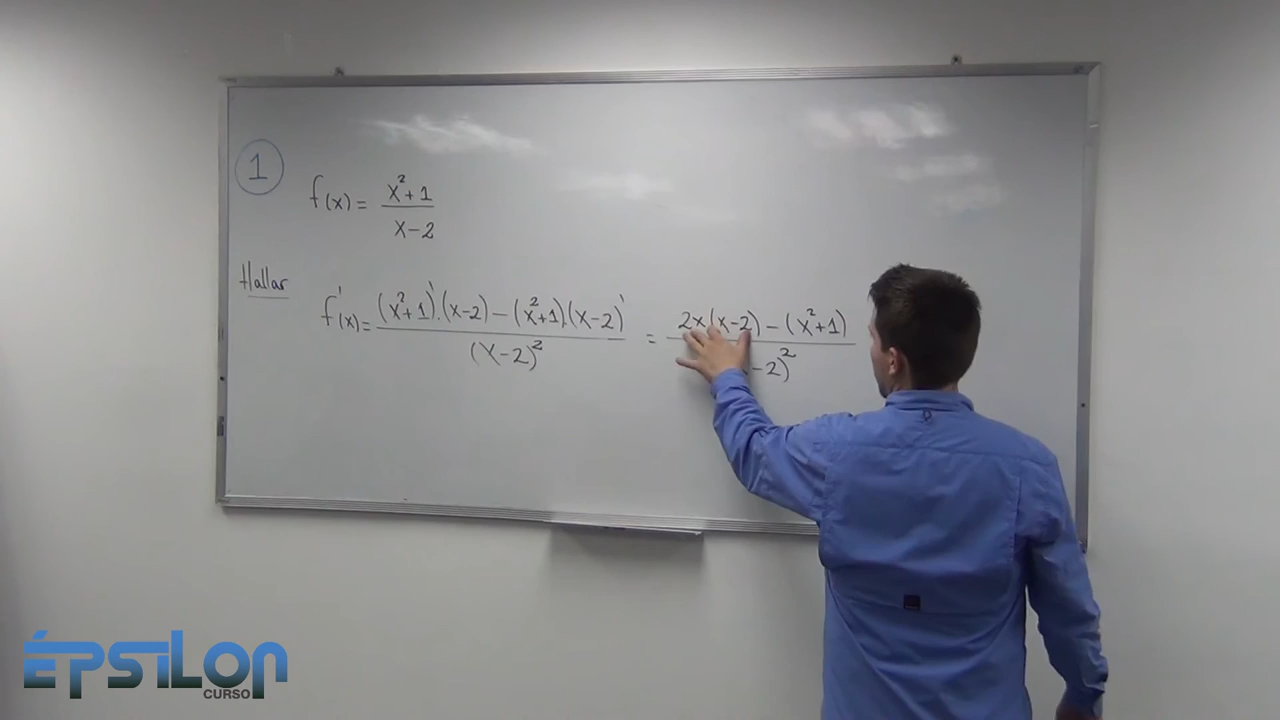 1
f(x) = (x²+1)/(x-2)
Hallar
f'(x) = ((x²+1)'.(x-2) - (x²+1).(x-2)')/(x-2)² = (2x(x-2) - (x²+1))/( -2)²
ÉPSILON
CURSO